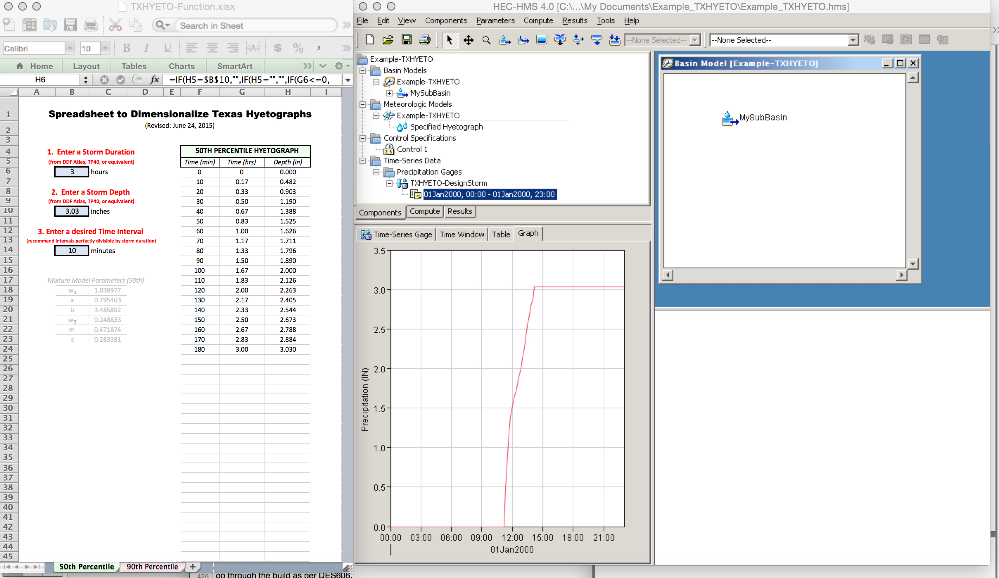 TXHYETO-Function.xlsx
Search in Sheet
Calibri 10 B I U A $ % ,
Home Layout Tables Charts SmartArt
H6 fx =IF(H5=$B$10,"",IF(H5="","",IF(G6<=0,
A B C D E F G H I
1 Spreadsheet to Dimensionalize Texas Hyetographs
2 (Revised: June 24, 2015)
3
4 1. Enter a Storm Duration 50TH PERCENTILE HYETOGRAPH
5 (from DDF Atlas, TP40, or equivalent) Time (min) Time (hrs) Depth (in)
6 3 hours 0 0 0.000
7 10 0.17 0.482
8 2. Enter a Storm Depth 20 0.33 0.903
9 (from DDF Atlas, TP40, or equivalent) 30 0.50 1.190
10 3.03 inches 40 0.67 1.388
11 50 0.83 1.525
12 3. Enter a desired Time Interval 60 1.00 1.626
13 (recommend intervals perfectly divisible by storm duration) 70 1.17 1.711
14 10 minutes 80 1.33 1.796
15 90 1.50 1.890
16 100 1.67 2.000
17 Mixture Model Parameters (50th) 110 1.83 2.126
18 w1 1.038977 120 2.00 2.263
19 a 0.795463 130 2.17 2.405
20 b 3.485892 140 2.33 2.544
21 w2 0.248833 150 2.50 2.673
22 m 0.471874 160 2.67 2.788
23 s 0.283391 170 2.83 2.884
24 180 3.00 3.030
25
26
27
28
29
30
31
32
33
34
35
36
37
38
39
40
41
42
43
44
45
50th Percentile 90th Percentile +
425 go through the build as per DES606.
HEC-HMS 4.0 [C:\...\My Documents\Example_TXHYETO\Example_TXHYETO.hms]
File Edit View Components Parameters Compute Results Tools Help
--None Selected-- --None Selected--
Example-TXHYETO
Basin Models
Example-TXHYETO
MySubBasin
Meteorologic Models
Example-TXHYETO
Specified Hyetograph
Control Specifications
Control 1
Time-Series Data
Precipitation Gages
TXHYETO-DesignStorm
01Jan2000, 00:00 - 01Jan2000, 23:00
Components Compute Results
Time-Series Gage Time Window Table Graph
3.5
3.0
2.5
2.0
1.5
1.0
0.5
0.0
Precipitation (IN)
00:00 03:00 06:00 09:00 12:00 15:00 18:00 21:00
01Jan2000
Basin Model [Example-TXHYETO]
MySubBasin